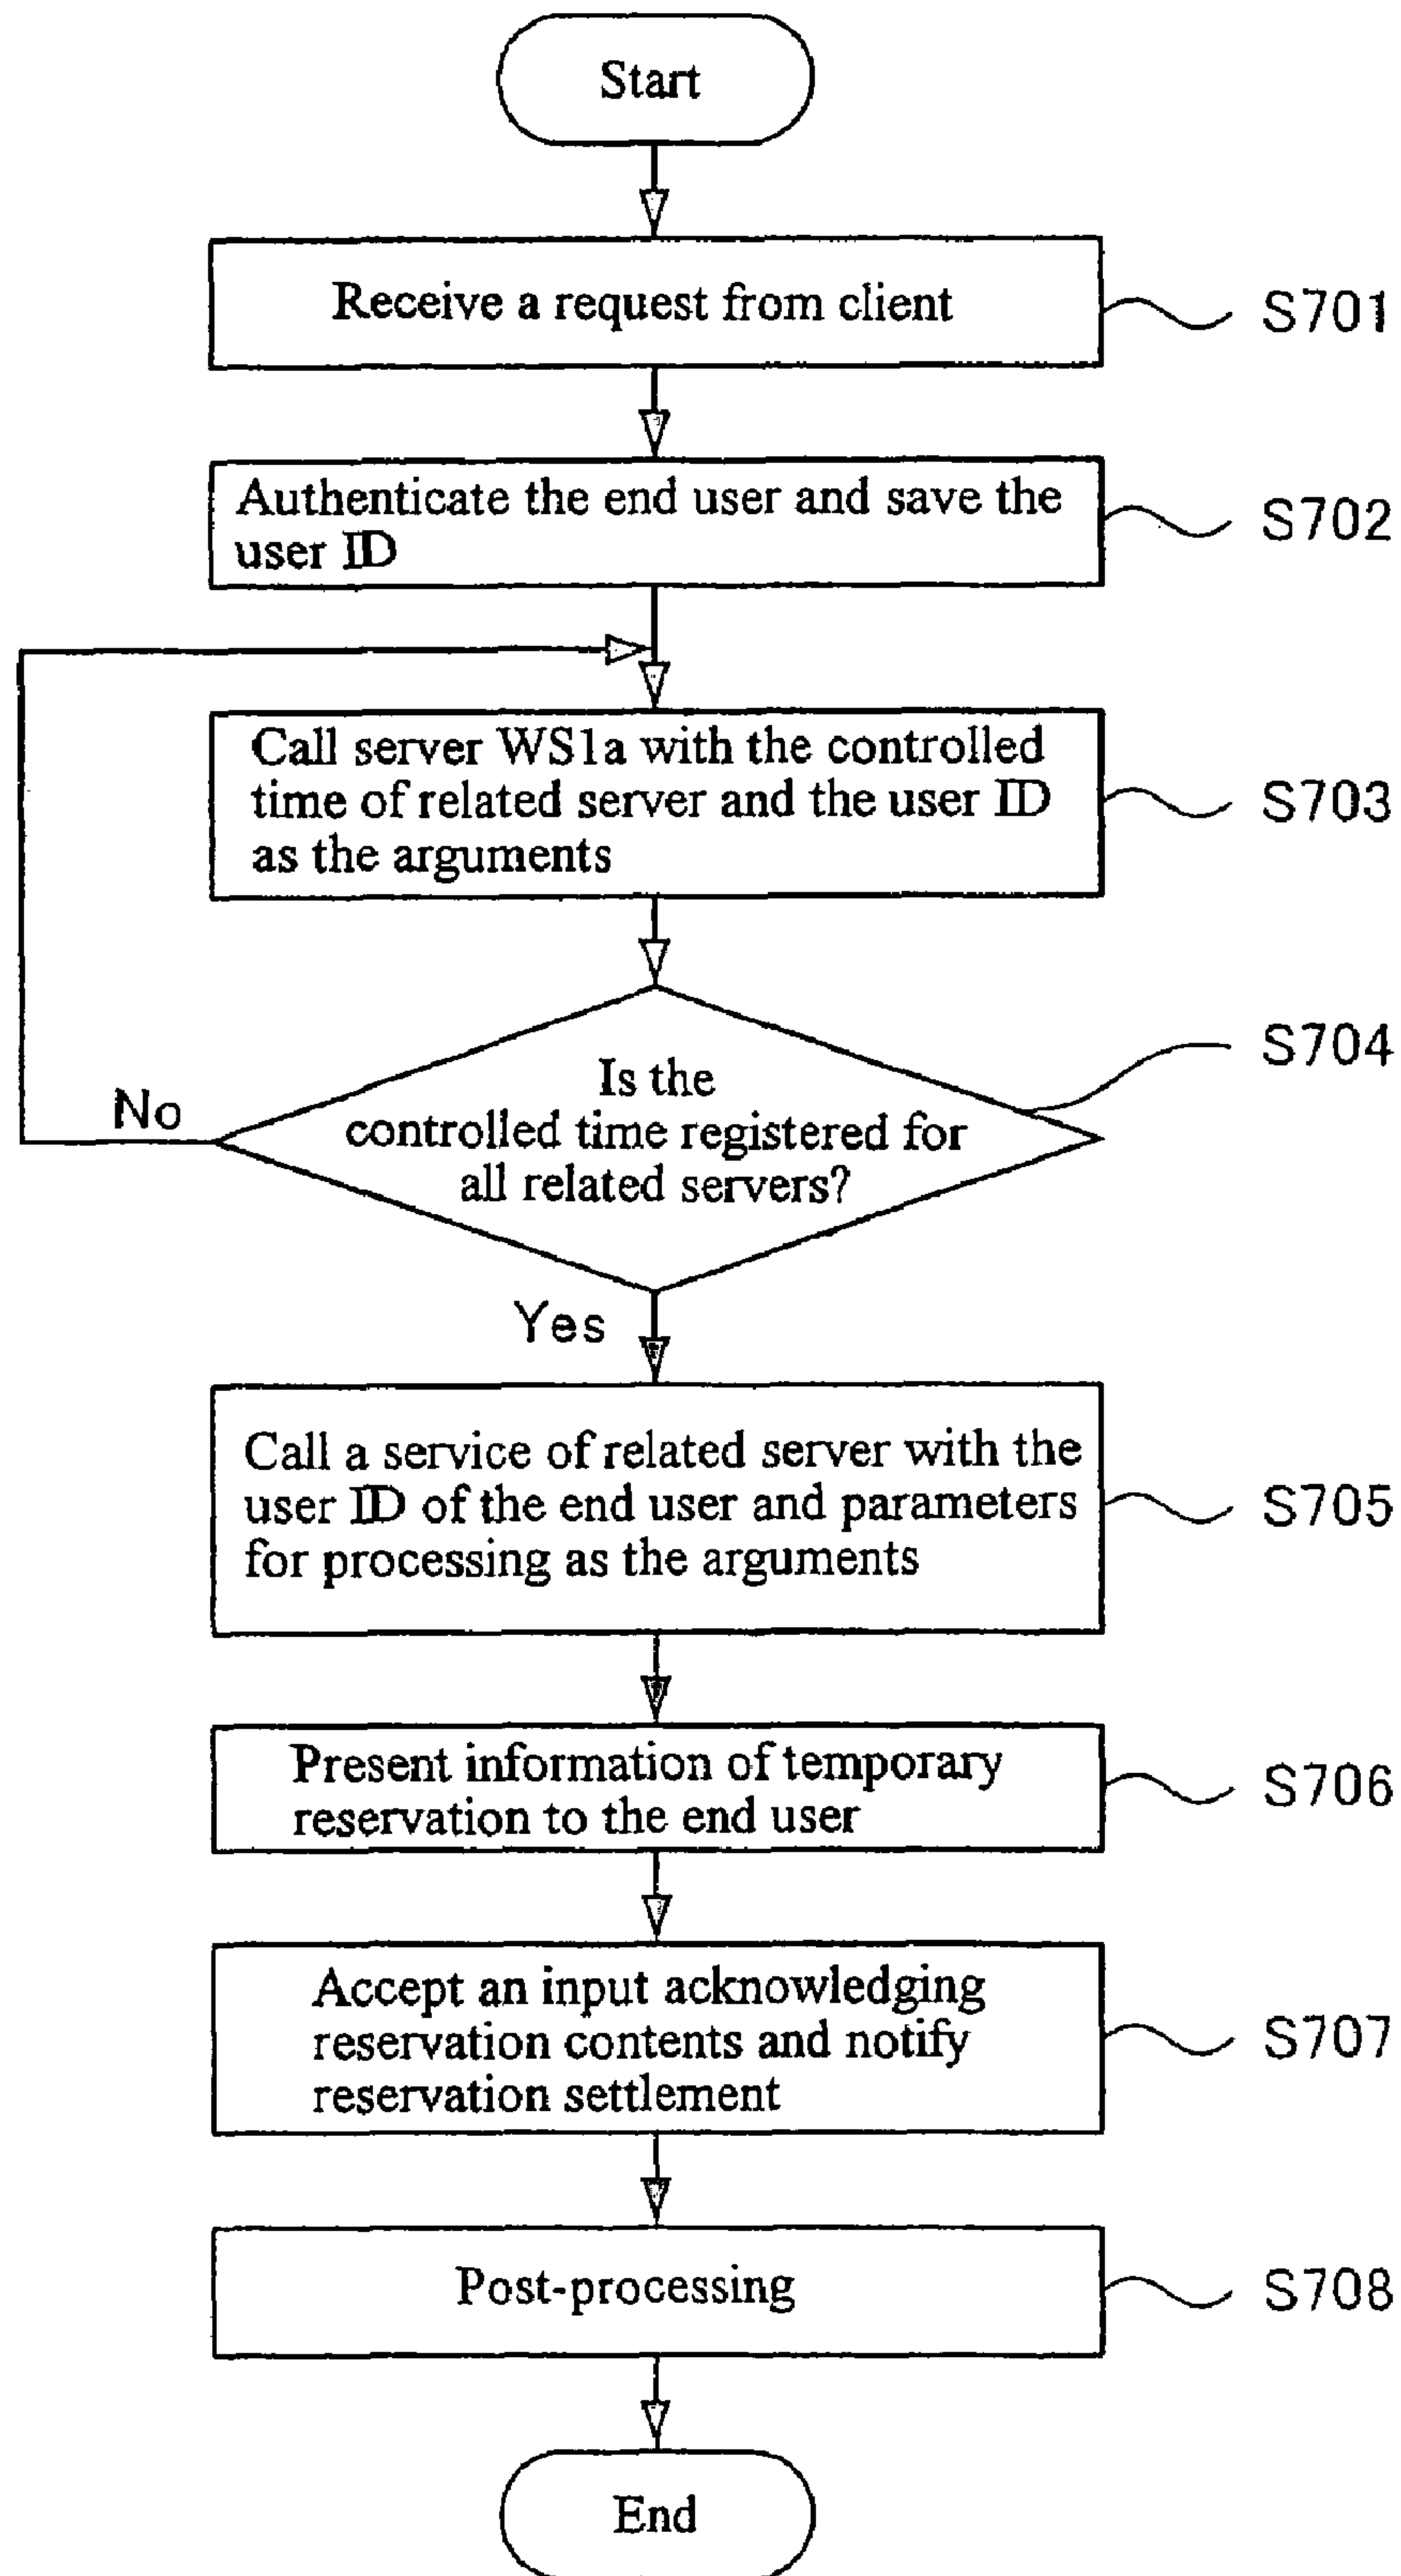 Start
Receive a request from client
S701
Authenticate the end user and save the
user ID
S702
Call server WS1a with the controlled
time of related server and the user ID
as the arguments
S703
Is the
controlled time registered for
all related servers?
S704
No
Yes
Call a service of related server with the
user ID of the end user and parameters
for processing as the arguments
S705
Present information of temporary
reservation to the end user
S706
Accept an input acknowledging
reservation contents and notify
reservation settlement
S707
Post-processing
S708
End